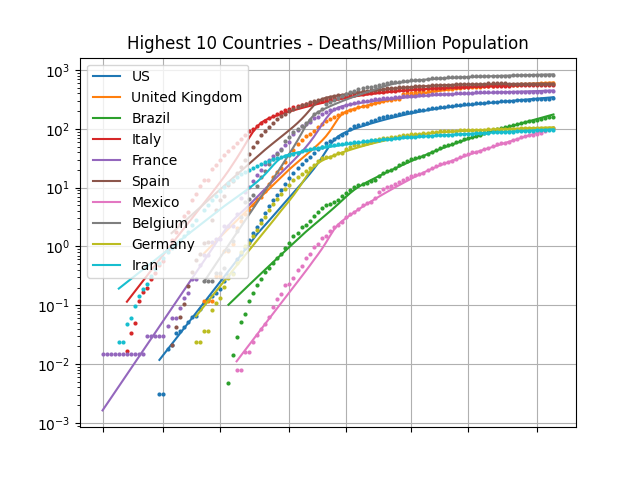 Highest 10 Countries - Deaths/Million Population
10³
10²
10¹
10⁰
10⁻¹
10⁻²
10⁻³
US
United Kingdom
Brazil
Italy
France
Spain
Mexico
Belgium
Germany
Iran